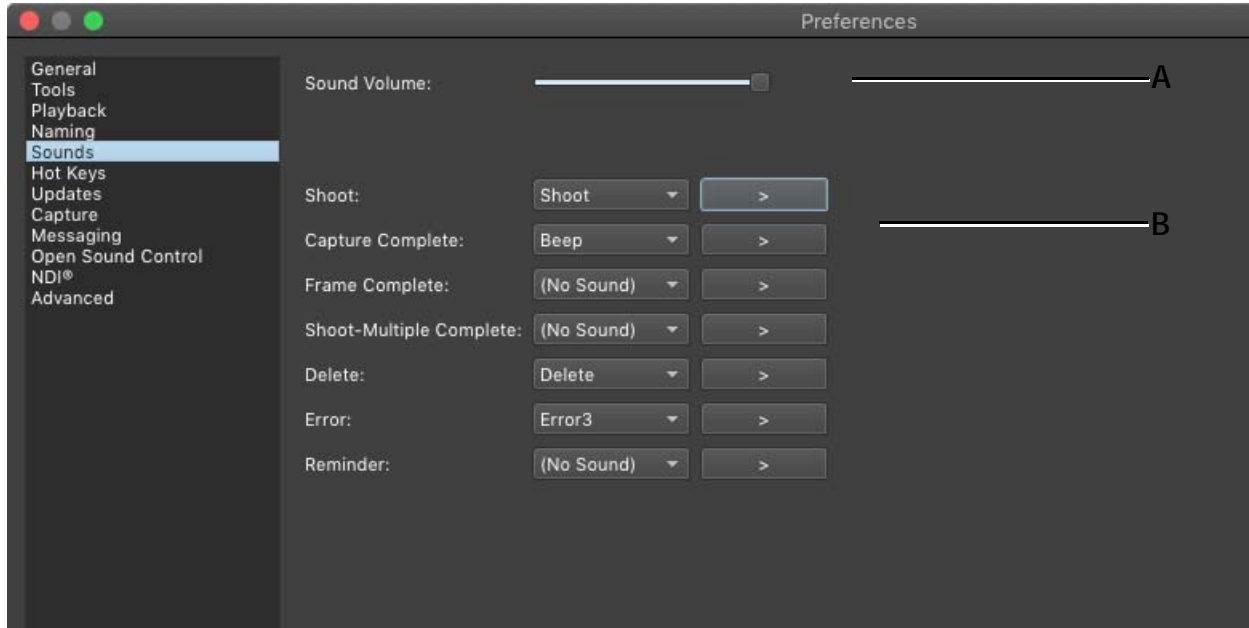 Preferences
General
Tools
Playback
Naming
Sounds
Hot Keys
Updates
Capture
Messaging
Open Sound Control
NDI®
Advanced
Sound Volume:
A
Shoot: Shoot >
B
Capture Complete: Beep >
Frame Complete: (No Sound) >
Shoot-Multiple Complete: (No Sound) >
Delete: Delete >
Error: Error3 >
Reminder: (No Sound) >